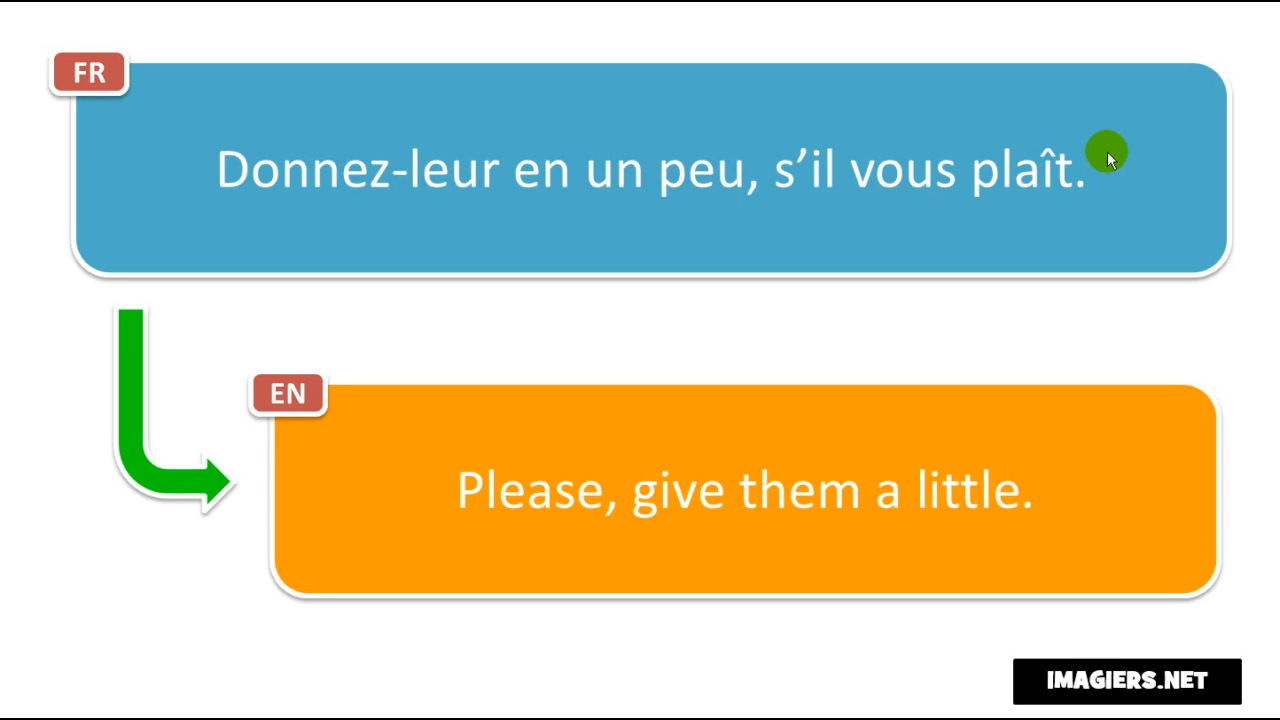 FR
Donnez-leur en un peu, s’il vous plaît.
EN
Please, give them a little.
IMAGIERS.NET